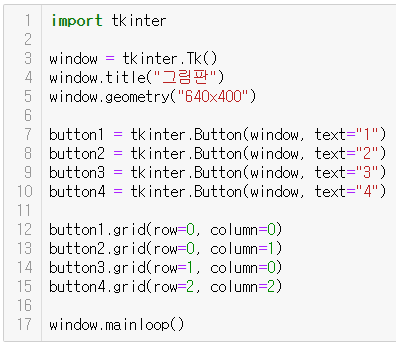 1 import tkinter
2
3 window = tkinter.Tk()
4 window.title("그림판")
5 window.geometry("640x400")
6
7 button1 = tkinter.Button(window, text="1")
8 button2 = tkinter.Button(window, text="2")
9 button3 = tkinter.Button(window, text="3")
10 button4 = tkinter.Button(window, text="4")
11
12 button1.grid(row=0, column=0)
13 button2.grid(row=0, column=1)
14 button3.grid(row=1, column=0)
15 button4.grid(row=2, column=2)
16
17 window.mainloop()